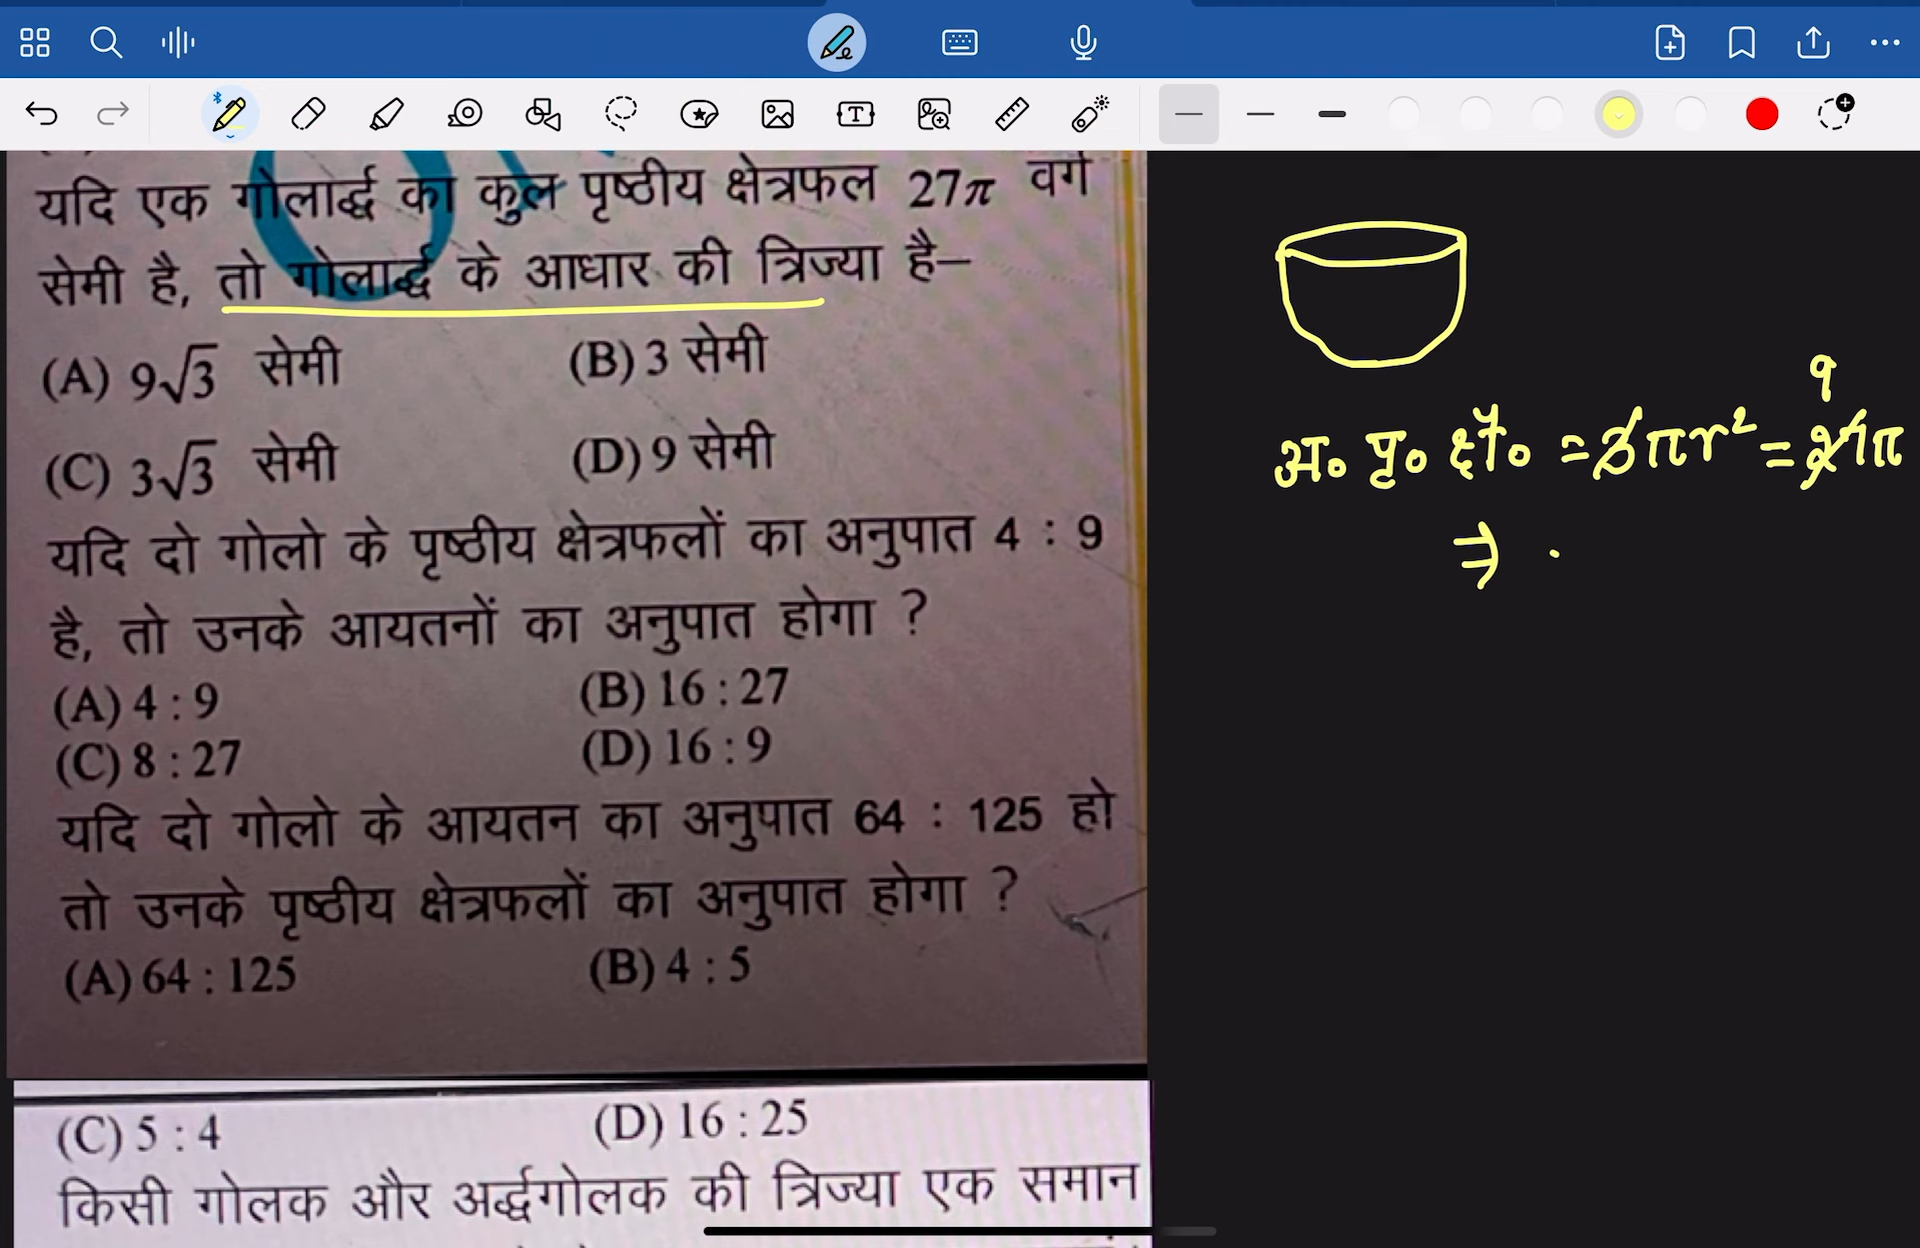 यदि एक गोलार्द्ध का कुल पृष्ठीय क्षेत्रफल 27π वर्ग
सेमी है, तो गोलार्द्ध के आधार की त्रिज्या है–
(A) 9√3 सेमी (B) 3 सेमी
(C) 3√3 सेमी (D) 9 सेमी
यदि दो गोलो के पृष्ठीय क्षेत्रफलों का अनुपात 4 : 9
है, तो उनके आयतनों का अनुपात होगा ?
(A) 4 : 9 (B) 16 : 27
(C) 8 : 27 (D) 16 : 9
यदि दो गोलो के आयतन का अनुपात 64 : 125 हो
तो उनके पृष्ठीय क्षेत्रफलों का अनुपात होगा ?
(A) 64 : 125 (B) 4 : 5
(C) 5 : 4 (D) 16 : 25
किसी गोलक और अर्द्धगोलक की त्रिज्या एक समान
9
पृ० क्षे० = 3πr² = 27π
⇒ .